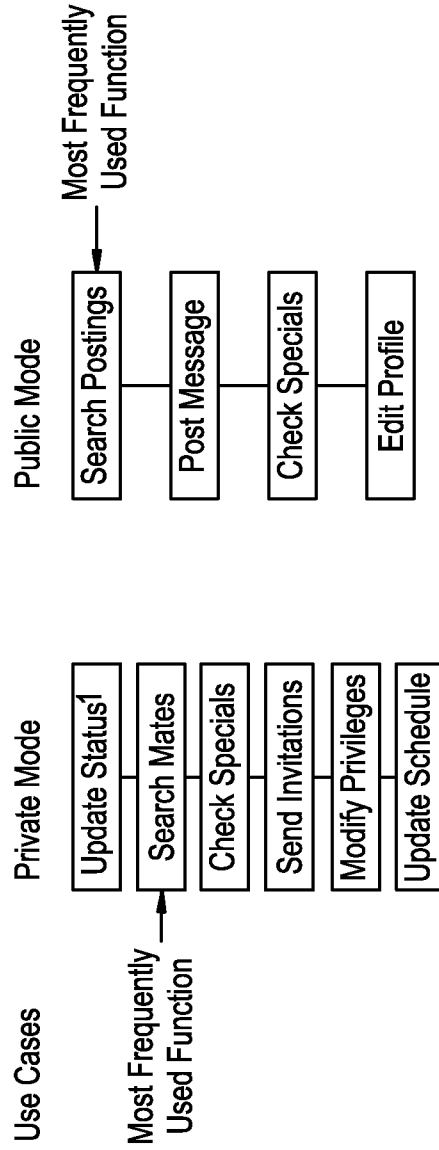 Use Cases
Private Mode
Public Mode
Update Status1
Search Mates
Check Specials
Send Invitations
Modify Privileges
Update Schedule
Most Frequently
Used Function
Search Postings
Post Message
Check Specials
Edit Profile
Most Frequently
Used Function